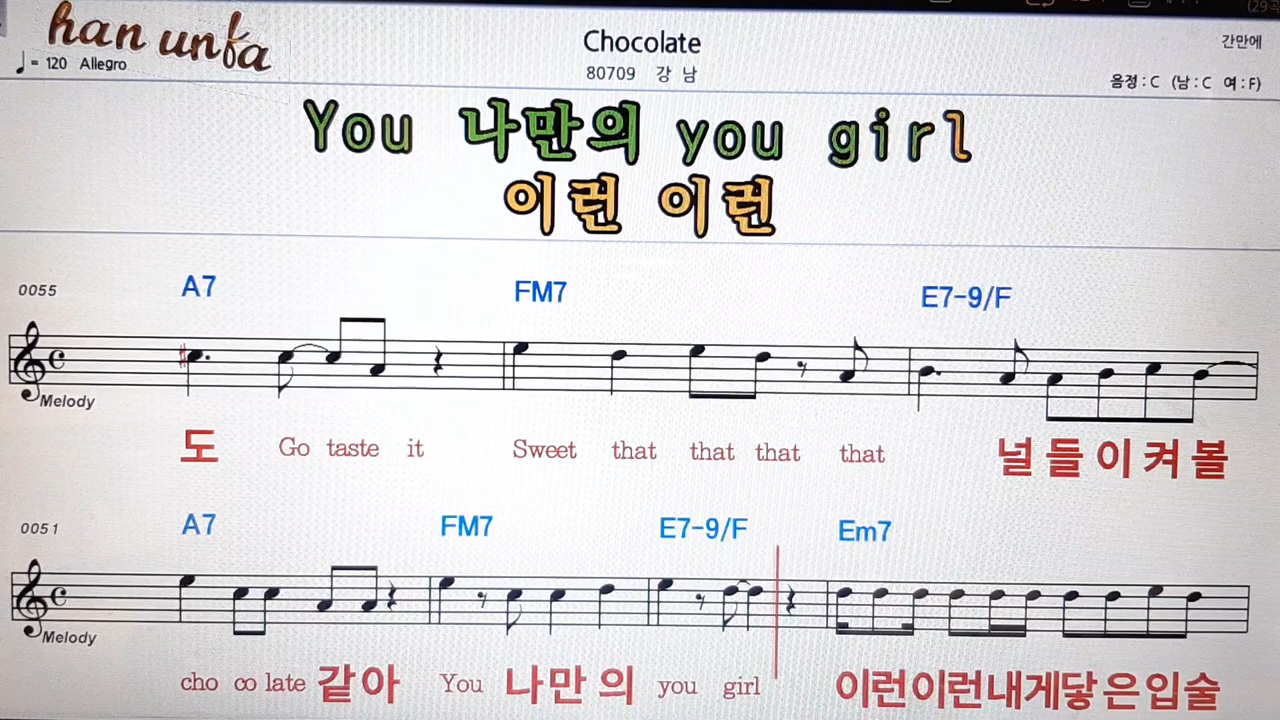 han unfa
Chocolate
간만에
♩= 120 Allegro
80709 강 남
음정 : C (남 : C 여 : F)
You 나만의 you girl
이런 이런
0055 A7 FM7 E7-9/F
Melody
도 Go taste it Sweet that that that that 널 들 이 켜 볼
0051 A7 FM7 E7-9/F Em7
Melody
cho co late 같 아 You 나 만 의 you girl 이런이런내게닿은입술